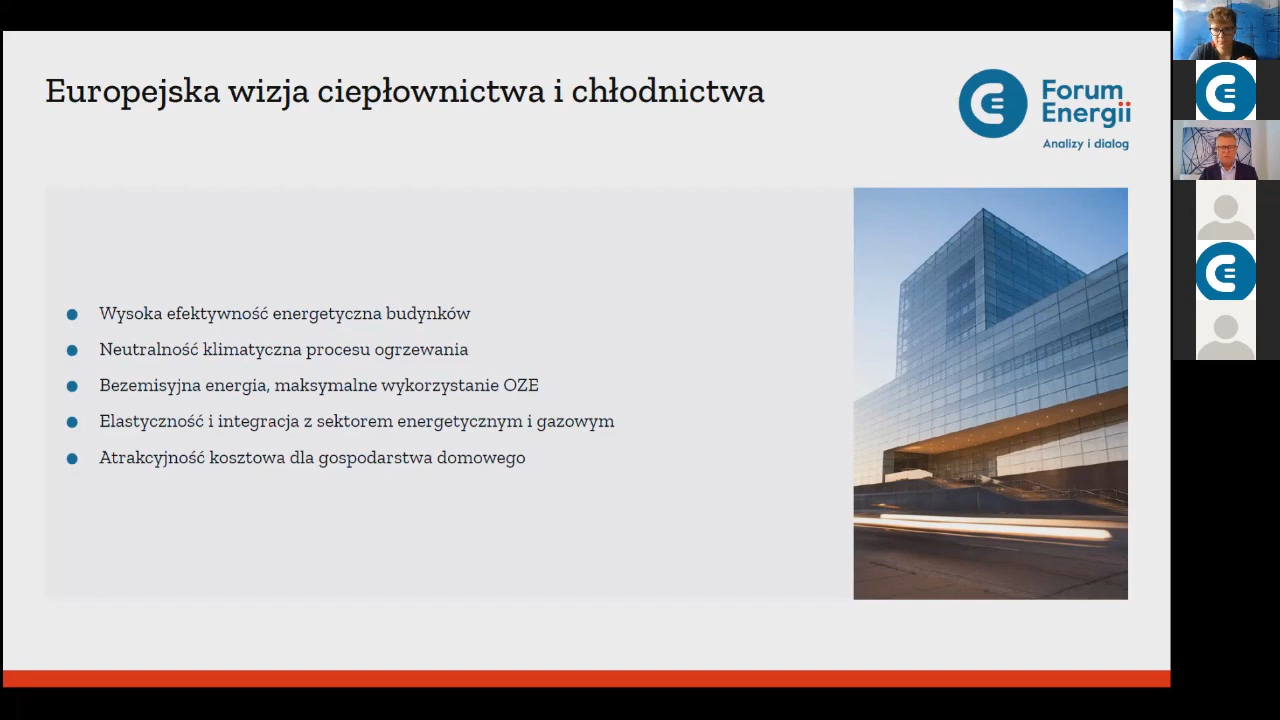 Europejska wizja ciepłownictwa i chłodnictwa
Forum
Energii
Analizy i dialog
Wysoka efektywność energetyczna budynków
Neutralność klimatyczna procesu ogrzewania
Bezemisyjna energia, maksymalne wykorzystanie OZE
Elastyczność i integracja z sektorem energetycznym i gazowym
Atrakcyjność kosztowa dla gospodarstwa domowego